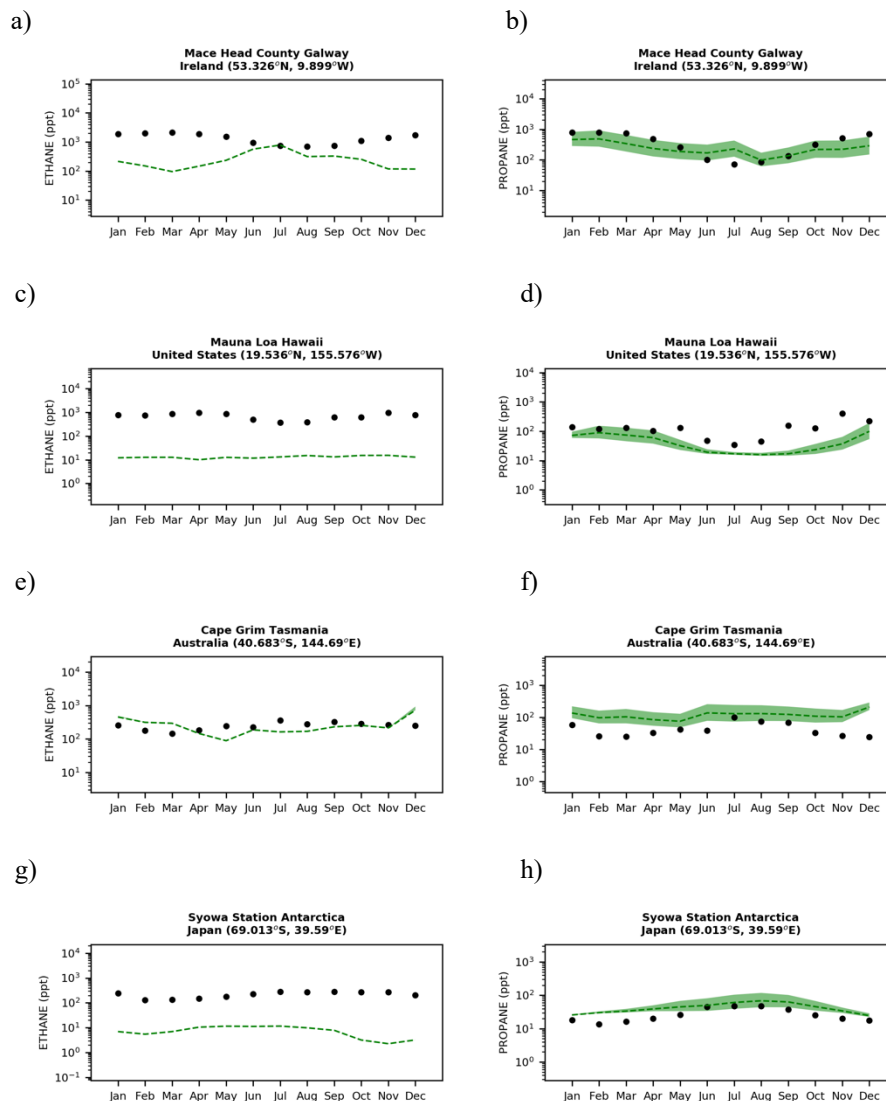 a)
Mace Head County Galway
Ireland (53.326°N, 9.899°W)
ETHANE (ppt)
10⁵
10⁴
10³
10²
10¹
Jan Feb Mar Apr May Jun Jul Aug Sep Oct Nov Dec
b)
Mace Head County Galway
Ireland (53.326°N, 9.899°W)
PROPANE (ppt)
10⁴
10³
10²
10¹
Jan Feb Mar Apr May Jun Jul Aug Sep Oct Nov Dec
c)
Mauna Loa Hawaii
United States (19.536°N, 155.576°W)
ETHANE (ppt)
10⁴
10³
10²
10¹
10⁰
Jan Feb Mar Apr May Jun Jul Aug Sep Oct Nov Dec
d)
Mauna Loa Hawaii
United States (19.536°N, 155.576°W)
PROPANE (ppt)
10⁴
10³
10²
10¹
10⁰
Jan Feb Mar Apr May Jun Jul Aug Sep Oct Nov Dec
e)
Cape Grim Tasmania
Australia (40.683°S, 144.69°E)
ETHANE (ppt)
10⁴
10³
10²
10¹
Jan Feb Mar Apr May Jun Jul Aug Sep Oct Nov Dec
f)
Cape Grim Tasmania
Australia (40.683°S, 144.69°E)
PROPANE (ppt)
10³
10²
10¹
10⁰
Jan Feb Mar Apr May Jun Jul Aug Sep Oct Nov Dec
g)
Syowa Station Antarctica
Japan (69.013°S, 39.59°E)
ETHANE (ppt)
10⁴
10³
10²
10¹
10⁰
10⁻¹
Jan Feb Mar Apr May Jun Jul Aug Sep Oct Nov Dec
h)
Syowa Station Antarctica
Japan (69.013°S, 39.59°E)
PROPANE (ppt)
10³
10²
10¹
10⁰
Jan Feb Mar Apr May Jun Jul Aug Sep Oct Nov Dec